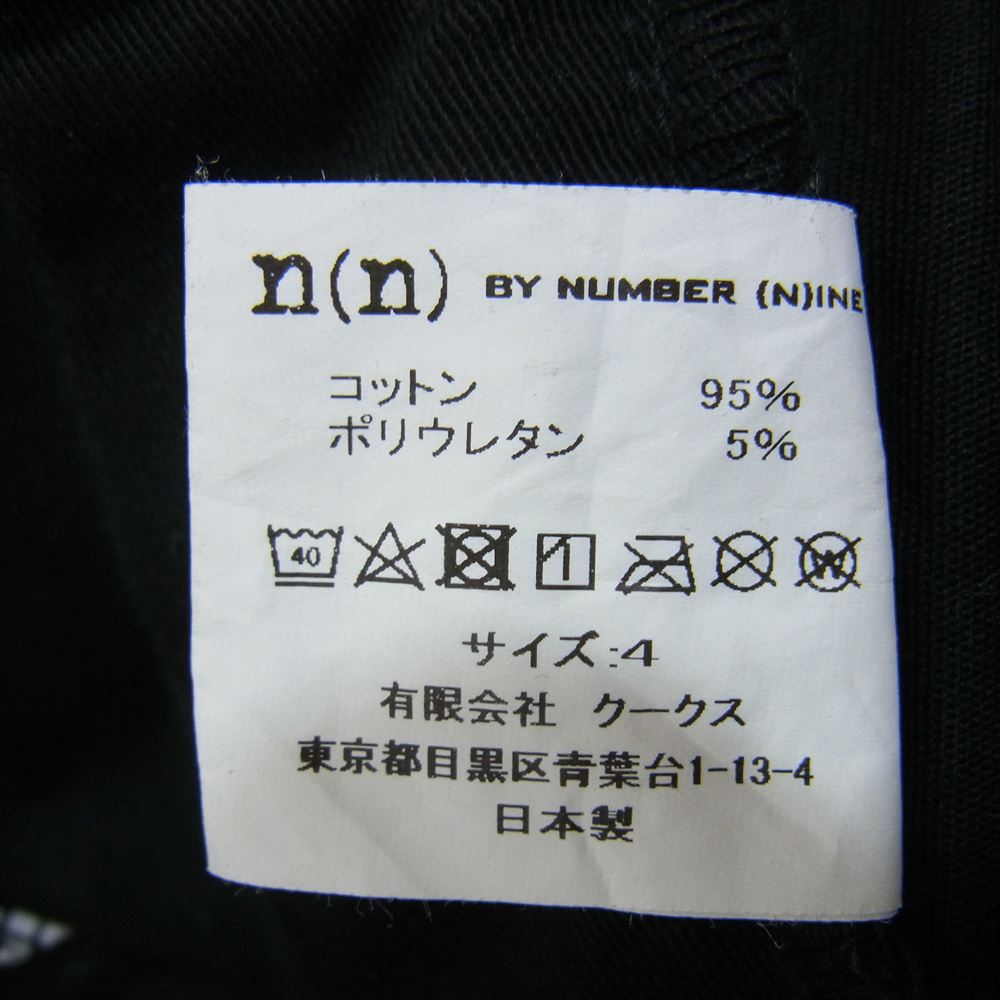 n(n) BY NUMBER (N)INE
コットン 95%
ポリウレタン 5%
40
W
サイズ:4
有限会社 クークス
東京都目黒区青葉台1-13-4
日本製